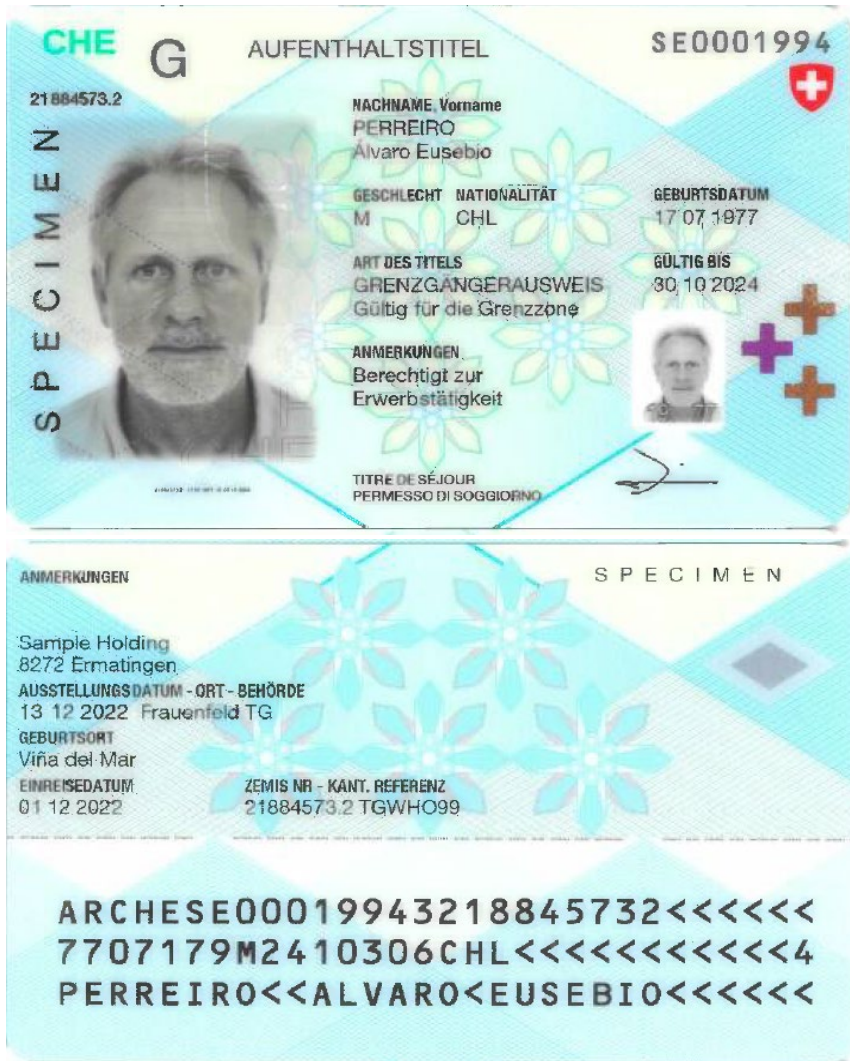 CHE G AUFENTHALTSTITEL SE0001994
21884573.2
SPECIMEN
NACHNAME, Vorname
PERREIRO
Álvaro Eusebio
GESCHLECHT NATIONALITÄT GEBURTSDATUM
M CHL 17 07 1977
ART DES TITELS GÜLTIG BIS
GRENZGÄNGERAUSWEIS 30 10 2024
Gültig für die Grenzzone
ANMERKUNGEN
Berechtigt zur
Erwerbstätigkeit
19 77
TITRE DE SÉJOUR
PERMESSO DI SOGGIORNO
ANMERKUNGEN SPECIMEN
Sample Holding
8272 Ermatingen
AUSSTELLUNGSDATUM - ORT - BEHÖRDE
13 12 2022 Frauenfeld TG
GEBURTSORT
Viña del Mar
EINREISEDATUM ZEMIS NR - KANT. REFERENZ
01 12 2022 21884573.2 TGWHO99
ARCHESE000199943218845732<<<<<<
7707179M2410306CHL<<<<<<<<<<<4
PERREIRO<<ALVARO<EUSEBIO<<<<<<